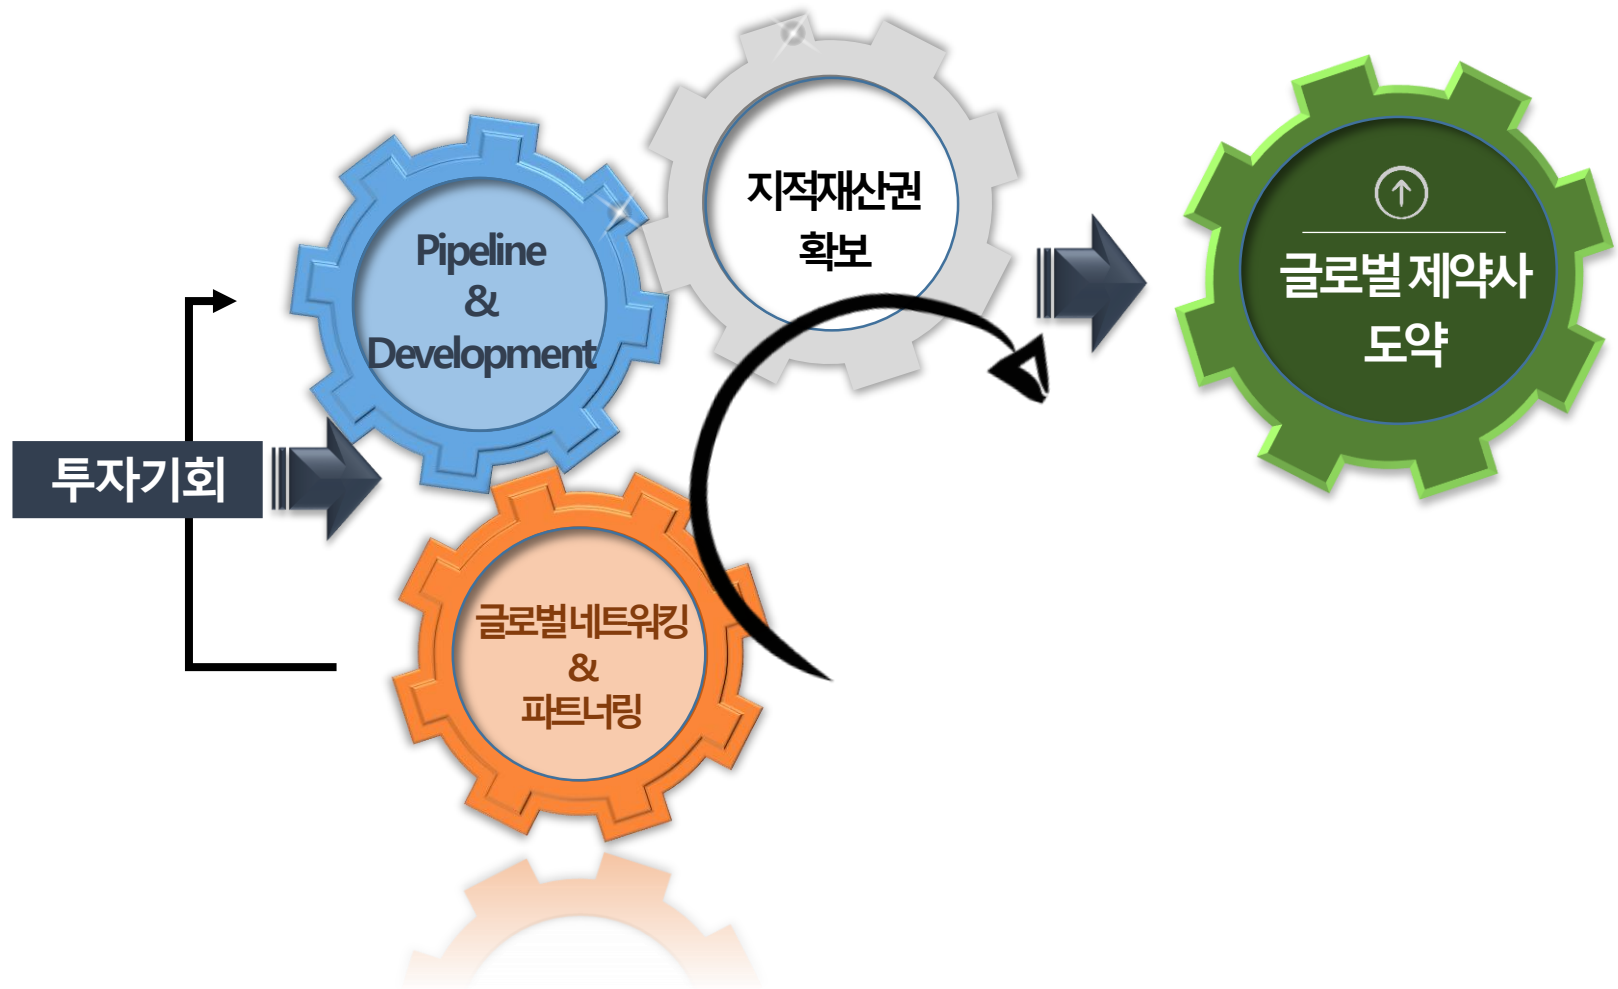 투자기회
Pipeline
&
Development
글로벌 네트워킹
&
파트너링
지적재산권
확보
글로벌 제약사
도약